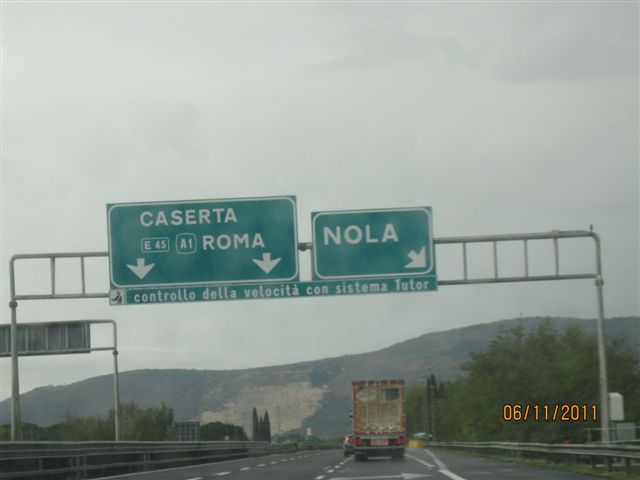 CASERTA
E 45 A1 ROMA
NOLA
controllo della velocità con sistema Tutor
06/11/2011